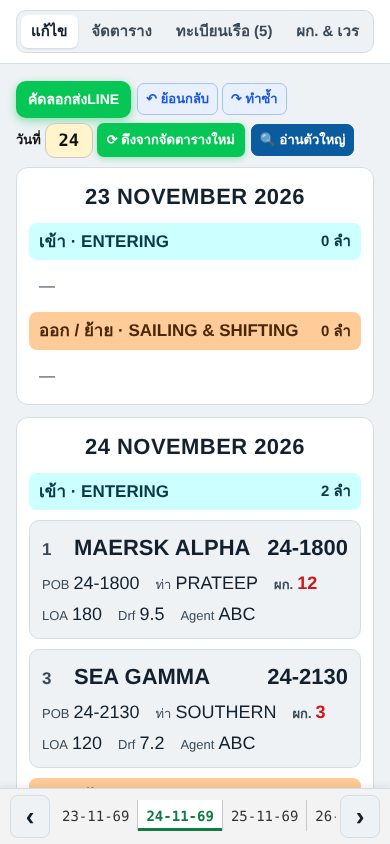 แก้ไข จัดตาราง ทะเบียนเรือ (5) ผก. & เวร
คัดลอกส่งLINE ↶ ย้อนกลับ ↷ ทำซ้ำ
วันที่ 24 ⟳ ดึงจากจัดตารางใหม่ 🔍 อ่านตัวใหญ่
23 NOVEMBER 2026
เข้า · ENTERING 0 ลำ
—
ออก / ย้าย · SAILING & SHIFTING 0 ลำ
—
24 NOVEMBER 2026
เข้า · ENTERING 2 ลำ
1 MAERSK ALPHA 24-1800
POB 24-1800 ท่า PRATEEP ผก. 12
LOA 180 Drf 9.5 Agent ABC
3 SEA GAMMA 24-2130
POB 24-2130 ท่า SOUTHERN ผก. 3
LOA 120 Drf 7.2 Agent ABC
‹ 23-11-69 24-11-69 25-11-69 26- ›